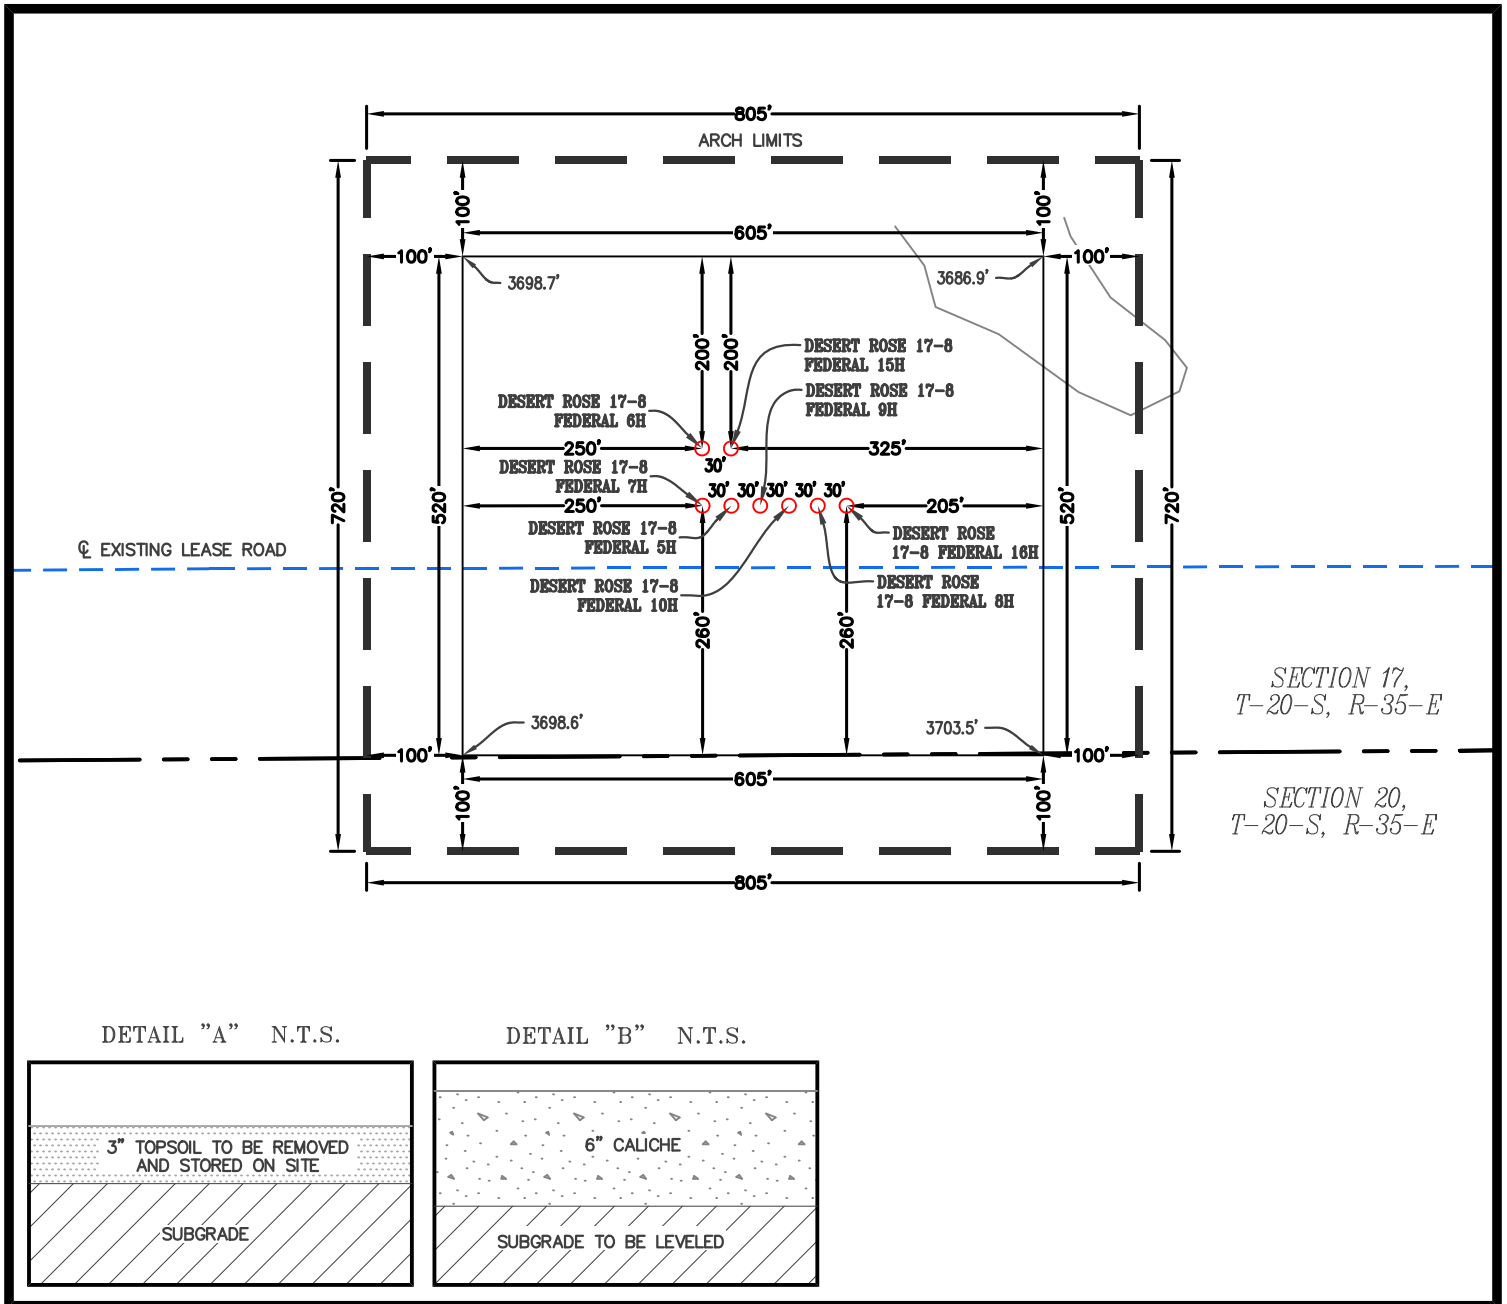 805'
ARCH LIMITS
100'
100'
605'
100'
100'
3698.7'
3686.9'
200'
200'
DESERT ROSE 17-8
FEDERAL 15H
DESERT ROSE 17-8
FEDERAL 9H
DESERT ROSE 17-8
FEDERAL 6H
250'
325'
30'
DESERT ROSE 17-8
FEDERAL 7H
30' 30' 30' 30' 30'
250'
205'
720'
520'
520'
720'
DESERT ROSE 17-8
FEDERAL 5H
DESERT ROSE
17-8 FEDERAL 16H
℄ EXISTING LEASE ROAD
DESERT ROSE 17-8
FEDERAL 10H
DESERT ROSE
17-8 FEDERAL 8H
260'
260'
SECTION 17,
T-20-S, R-35-E
3698.6'
3703.5'
100'
100'
605'
100'
100'
SECTION 20,
T-20-S, R-35-E
805'
DETAIL "A" N.T.S.
3" TOPSOIL TO BE REMOVED
AND STORED ON SITE
SUBGRADE
DETAIL "B" N.T.S.
6" CALICHE
SUBGRADE TO BE LEVELED